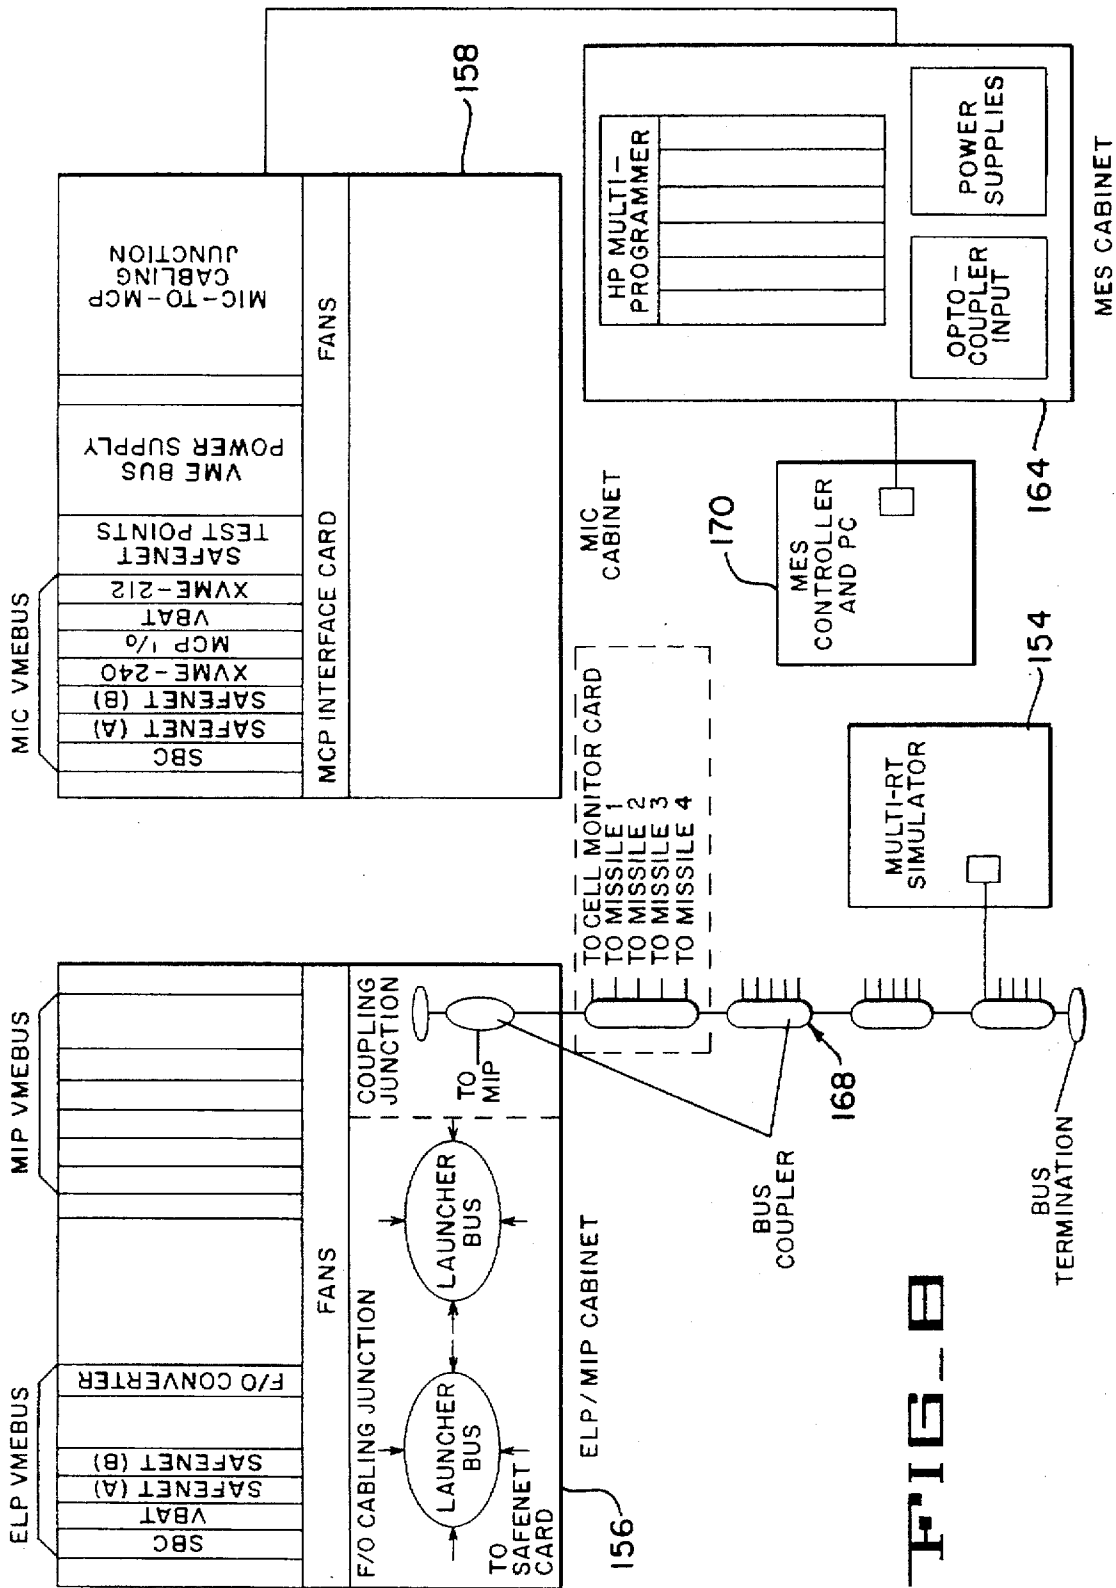 ELP VMEBUS
MIP VMEBUS
SBC
VBAT
SAFENET (A)
SAFENET (B)
F/O CONVERTER
FANS
F/O CABLING JUNCTION
COUPLING
JUNCTION
LAUNCHER
BUS
LAUNCHER
BUS
TO
MIP
TO
SAFENET
CARD
156
ELP/MIP CABINET
MIC VMEBUS
SBC
SAFENET (A)
SAFENET (B)
XVME-240
MCP I/O
VBAT
XVME-212
SAFENET
TEST POINTS
VME BUS
POWER SUPPLY
MIC-TO-MCP
CABLING
JUNCTION
MCP INTERFACE CARD
FANS
158
MIC
CABINET
TO CELL MONITOR CARD
TO MISSILE 1
TO MISSILE 2
TO MISSILE 3
TO MISSILE 4
BUS
COUPLER
168
BUS
TERMINATION
MULTI-RT
SIMULATOR
154
170
MES
CONTROLLER
AND PC
HP MULTI-
PROGRAMMER
OPTO-
COUPLER
INPUT
POWER
SUPPLIES
164
MES CABINET
FIG_8